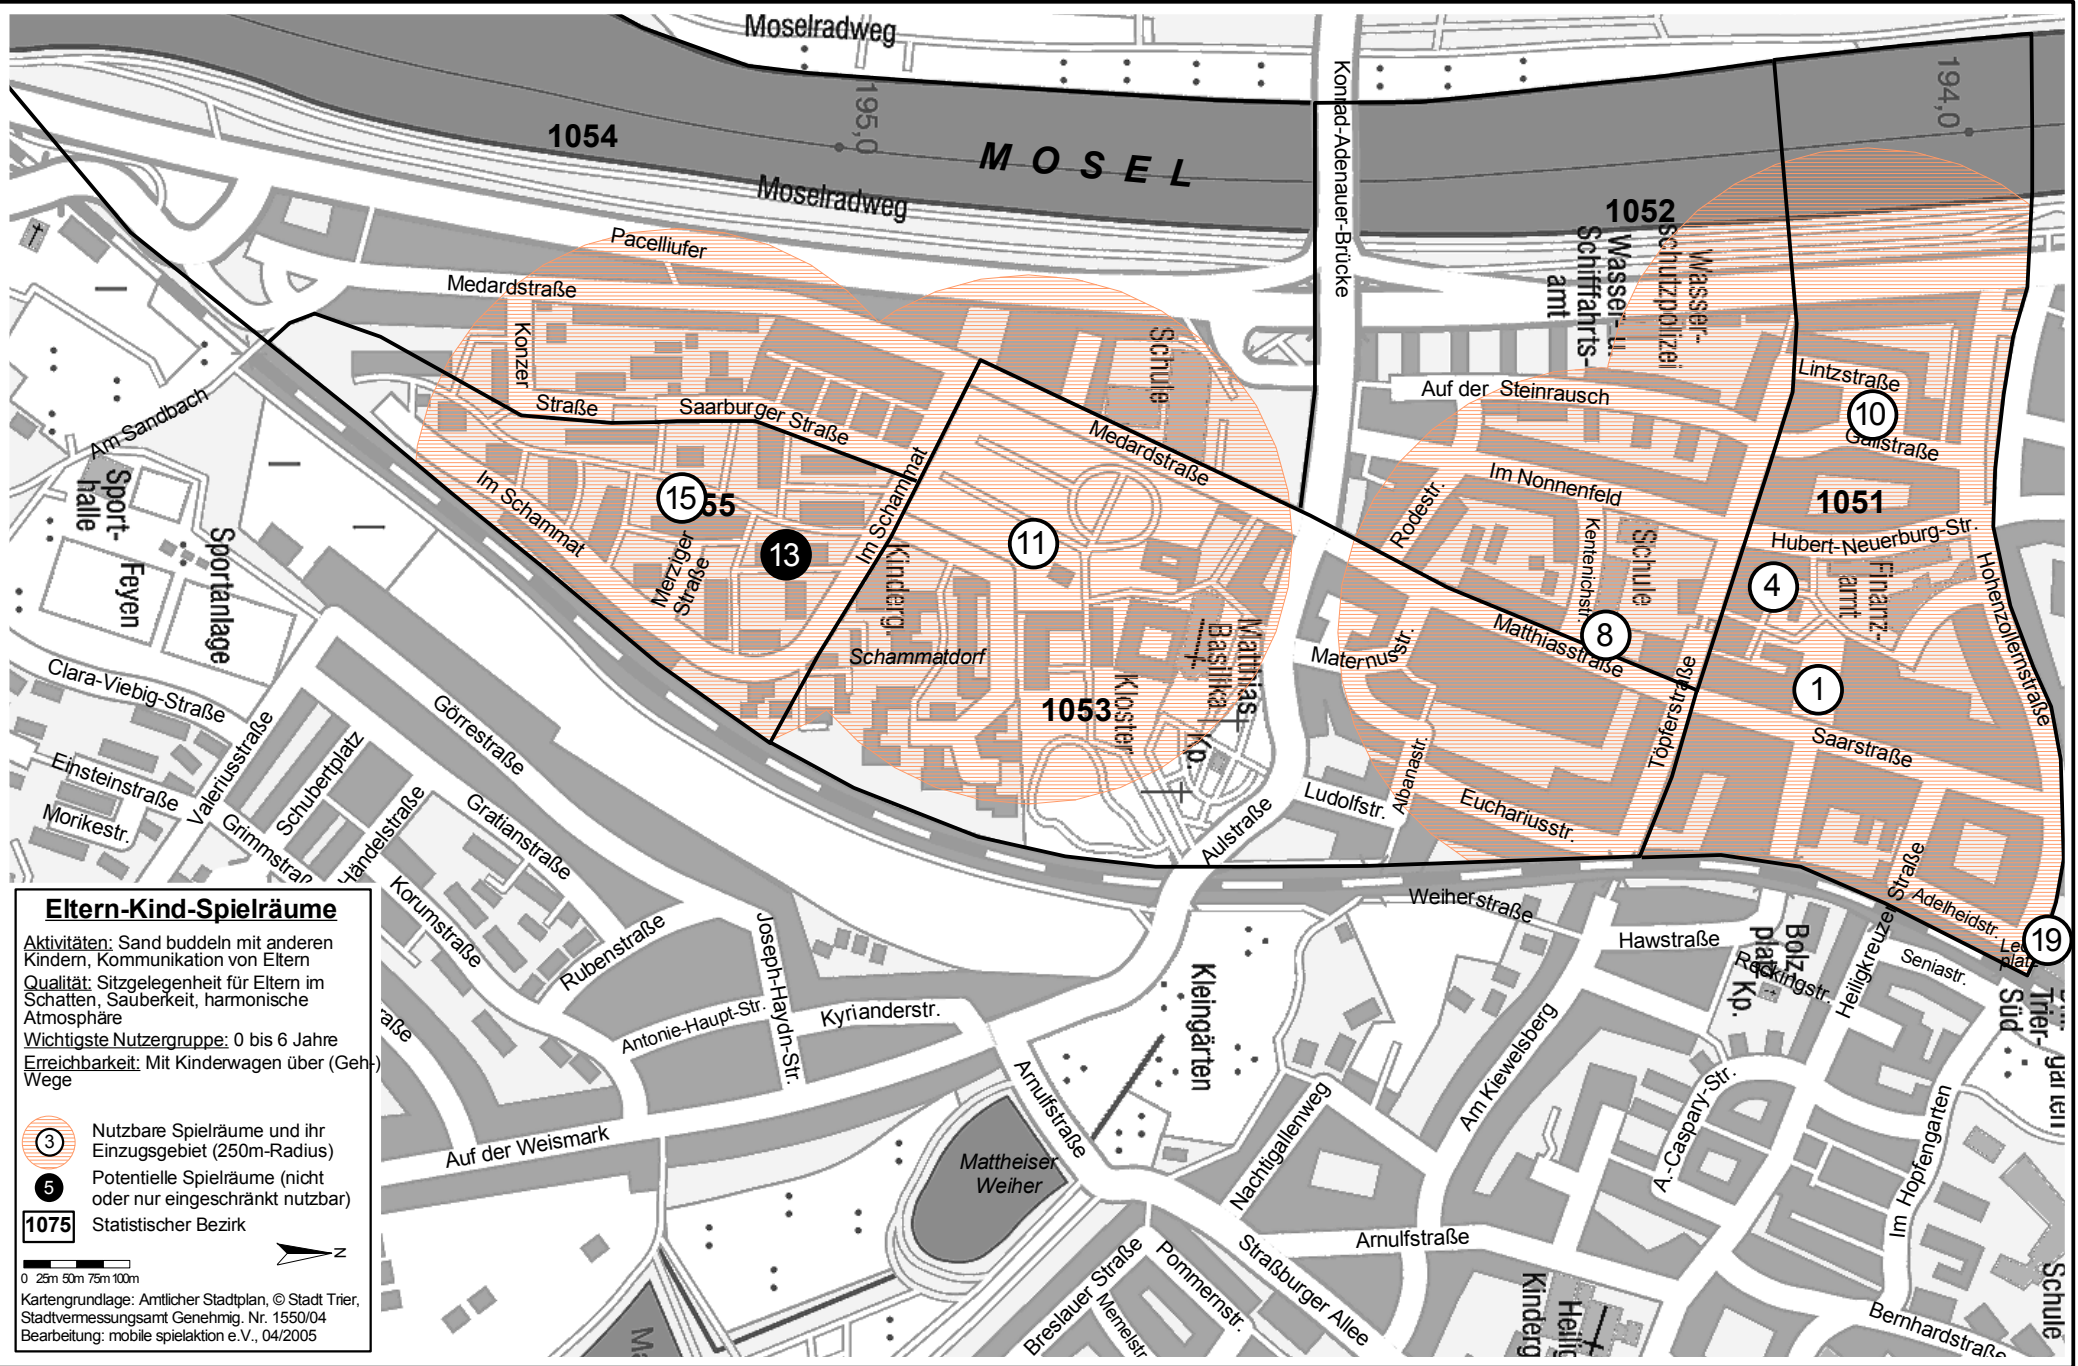 Moselradweg
195,0
194,0
1054
M O S E L
Moselradweg
Konrad-Adenauer-Brücke
1052
Wasser-
schutzpolizei
Wasser- u.
Schifffahrts-
amt
Pacelliufer
Medardstraße
Konzer
Straße
Saarburger Straße
Schule
Medardstraße
Auf der Steinrausch
Lintzstraße
10
Gallstraße
Am Sandbach
Im Schammat
Im Schammat
15
55
13
11
Merziger
Straße
Im Nonnenfeld
Rodestr.
Kentenichstr.
Schule
1051
Hubert-Neuerburg-Str.
4
Finanz-
amt
Hohenzollernstraße
Sport-
halle
Feyen
Sportanlage
Kinderg.
Schammatdorf
1053
Kloster
Matthias
Basilika
Kp.
Maternusstr.
Matthiasstraße
8
1
Töpferstraße
Saarstraße
Clara-Viebig-Straße
Görrestraße
Valeriusstraße
Einsteinstraße
Schubertplatz
Morikestr.
Händelstraße
Gratianstraße
Ludolfstr.
Albanastr.
Euchariusstr.
Aulstraße
Korumstraße
Rubenstraße
Joseph-Haydn-Str.
Weiherstraße
Hawstraße
Bolz-
platz
Reckingstr.
Kp.
Heiligkreuzer Straße
Adelheidstr.
19
Seniastr.
Trier-
Süd
Antonie-Haupt-Str.
Kyrianderstr.
Kleingärten
Am Kiewelsberg
Arnulfstraße
Nachtigallenweg
A.-Caspary-Str.
Im Hopfengarten
Auf der Weismark
Mattheiser
Weiher
Arnulfstraße
Straßburger Allee
Breslauer Straße
Pommernstr.
Schule
Eltern-Kind-Spielräume
Aktivitäten: Sand buddeln mit anderen
Kindern, Kommunikation von Eltern
Qualität: Sitzgelegenheit für Eltern im
Schatten, Sauberkeit, harmonische
Atmosphäre
Wichtigste Nutzergruppe: 0 bis 6 Jahre
Erreichbarkeit: Mit Kinderwagen über (Geh-)
Wege
3
Nutzbare Spielräume und ihr
Einzugsgebiet (250m-Radius)
5
Potentielle Spielräume (nicht
oder nur eingeschränkt nutzbar)
1075 Statistischer Bezirk
N
0 25m 50m 75m 100m
Kartengrundlage: Amtlicher Stadtplan, © Stadt Trier,
Stadtvermessungsamt Genehmig. Nr. 1550/04
Bearbeitung: mobile spielaktion e.V., 04/2005